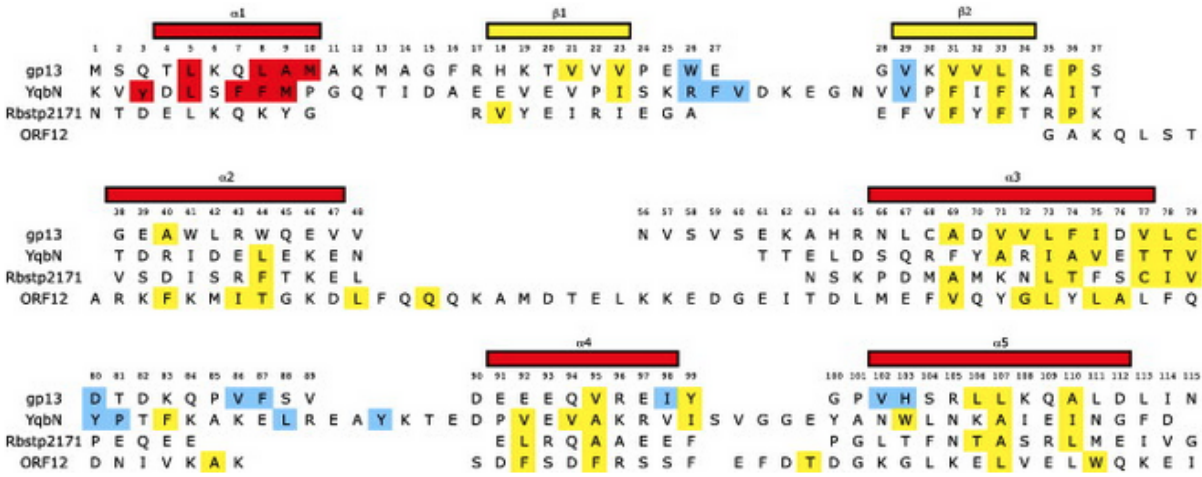 α1 β1 β2
1 2 3 4 5 6 7 8 9 10 11 12 13 14 15 16 17 18 19 20 21 22 23 24 25 26 27 28 29 30 31 32 33 34 35 36 37
gp13 M S Q T L K Q L A M A K M A G F R H K T V V V P E W E G V K V V L R E P S
YqbN K V Y D L S F F M P G Q T I D A E E V E V P I S K R F V D K E G N V V P F I F K A I T
Rbstp2171 N T D E L K Q K Y G R V Y E I R I E G A E F V F Y F T R P K
ORF12 G A K Q L S T
α2 α3
38 39 40 41 42 43 44 45 46 47 48 56 57 58 59 60 61 62 63 64 65 66 67 68 69 70 71 72 73 74 75 76 77 78 79
gp13 G E A W L R W Q E V V N V S V S E K A H R N L C A D V V L F I D V L C
YqbN T D R I D E L E K E N T T E L D S Q R F Y A R I A V E T T V
Rbstp2171 V S D I S R F T K E L N S K P D M A M K N L T F S C I V
ORF12 A R K F K M I T G K D L F Q Q Q K A M D T E L K K E D G E I T D L M E F V Q Y G L Y L A L F Q
α4 α5
80 81 82 83 84 85 86 87 88 89 90 91 92 93 94 95 96 97 98 99 100 101 102 103 104 105 106 107 108 109 110 111 112 113 114 115
gp13 D T D K Q P V F S V D E E E Q V R E I Y G P V H S R L L K Q A L D L I N
YqbN Y P T F K A K E L R E A Y K T E D P V E V A K R V I S V G G E Y A N W L N K A I E I N G F D
Rbstp2171 P E Q E E E L R Q A A E E F P G L T F N T A S R L M E I V G
ORF12 D N I V K A K S D F S D F R S S F E F D T D G K G L K E L V E L W Q K E I